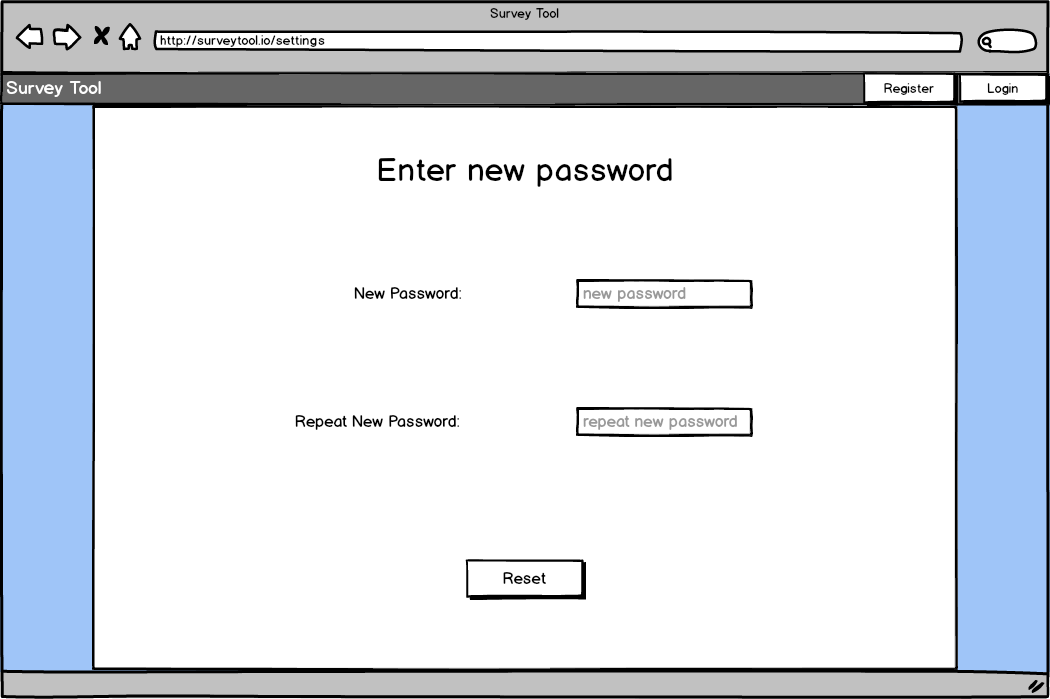 Survey Tool
http://surveytool.io/settings
Survey Tool
Register
Login
Enter new password
New Password:
new password
Repeat New Password:
repeat new password
Reset